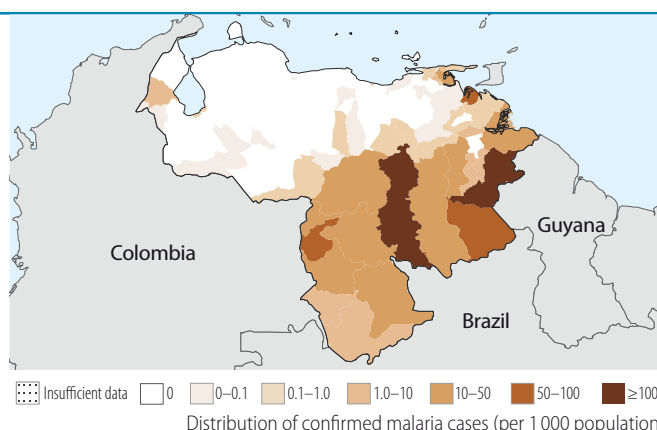 Colombia
Guyana
Brazil
Insufficient data 0 0–0.1 0.1–1.0 1.0–10 10–50 50–100 ≥100
Distribution of confirmed malaria cases (per 1 000 population